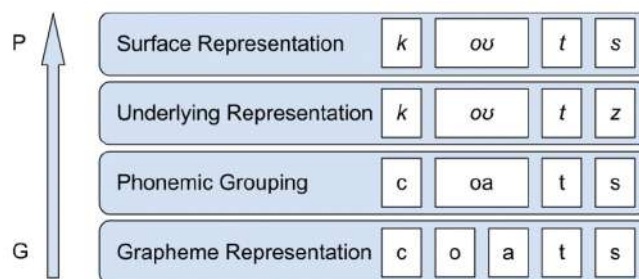 P Surface Representation k oʊ t s
Underlying Representation k oʊ t z
Phonemic Grouping c oa t s
G Grapheme Representation c o a t s